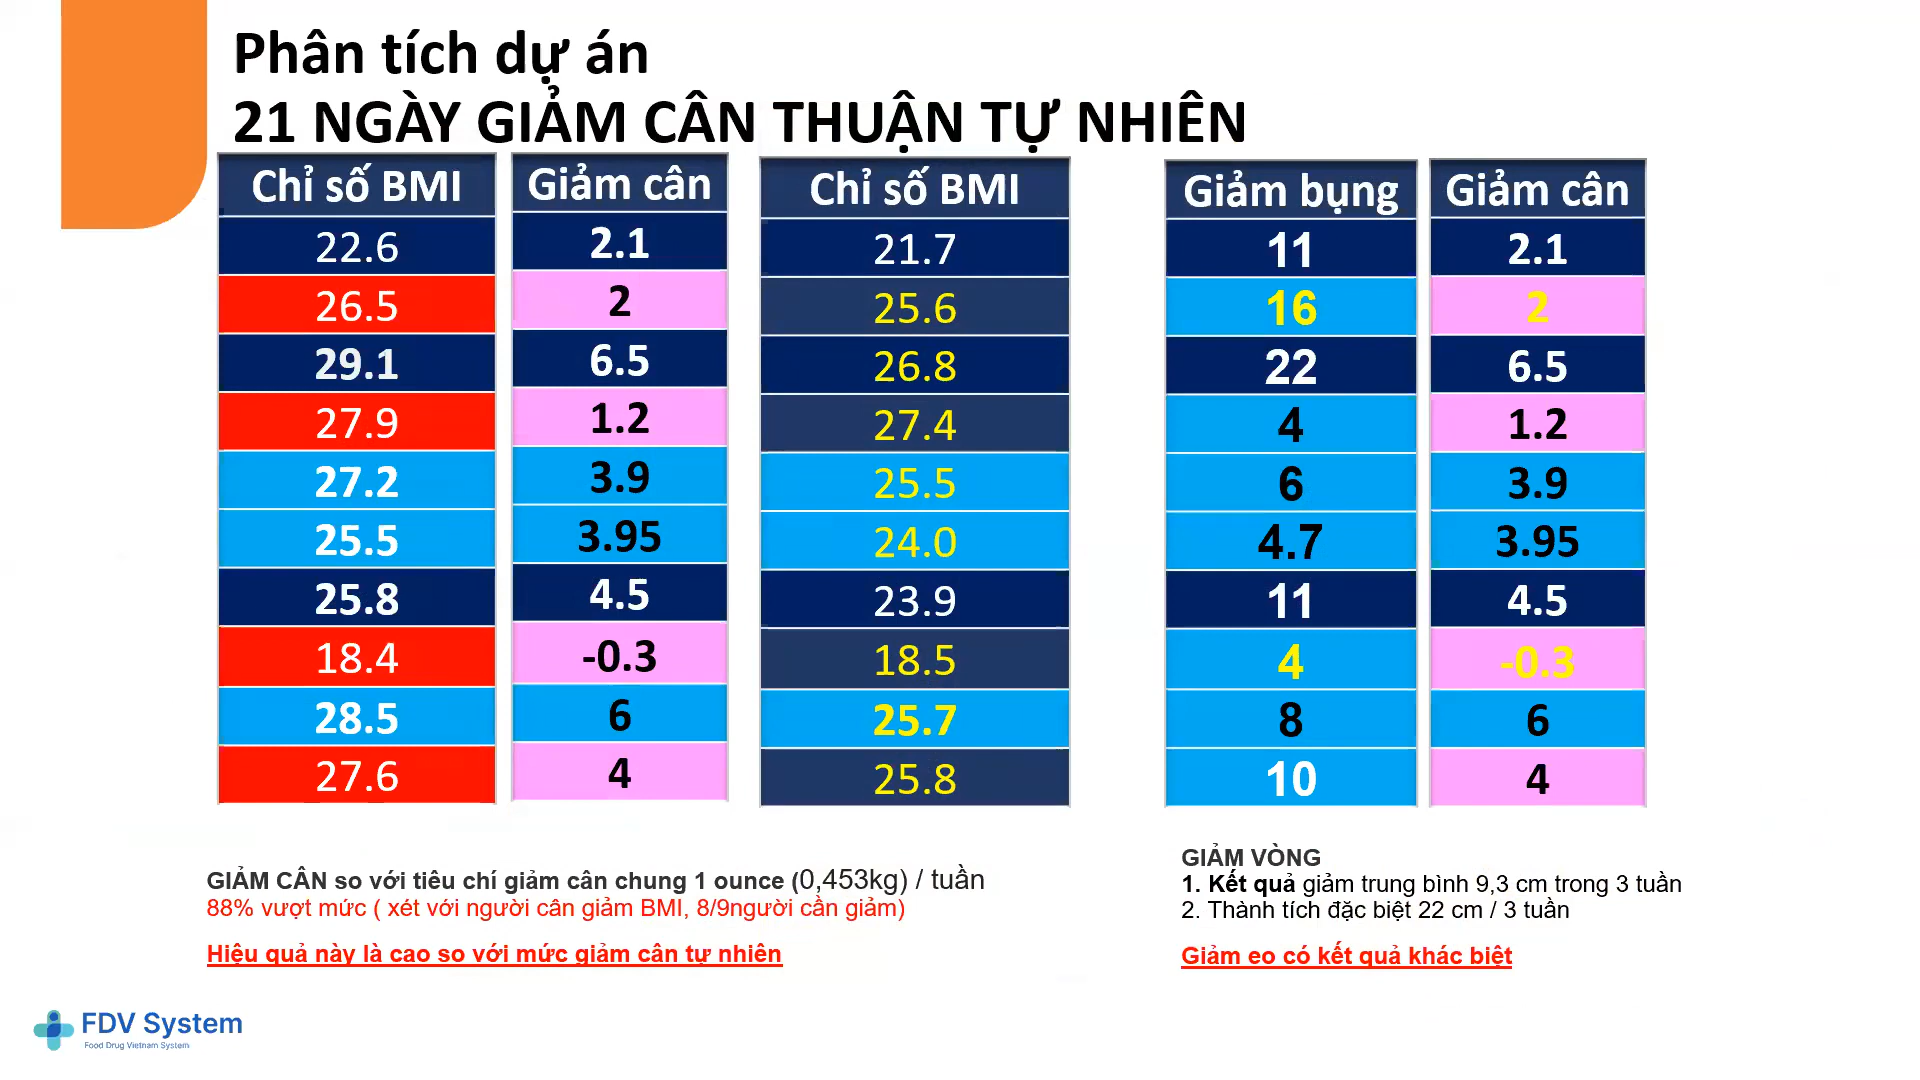 Phân tích dự án
21 NGÀY GIẢM CÂN THUẬN TỰ NHIÊN
Chỉ số BMI Giảm cân Chỉ số BMI Giảm bụng Giảm cân
22.6 2.1 21.7 11 2.1
26.5 2 25.6 16 2
29.1 6.5 26.8 22 6.5
27.9 1.2 27.4 4 1.2
27.2 3.9 25.5 6 3.9
25.5 3.95 24.0 4.7 3.95
25.8 4.5 23.9 11 4.5
18.4 -0.3 18.5 4 -0.3
28.5 6 25.7 8 6
27.6 4 25.8 10 4
GIẢM CÂN so với tiêu chí giảm cân chung 1 ounce (0,453kg) / tuần
88% vượt mức ( xét với người cân giảm BMI, 8/9người cần giảm)
Hiệu quả này là cao so với mức giảm cân tự nhiên
GIẢM VÒNG
1. Kết quả giảm trung bình 9,3 cm trong 3 tuần
2. Thành tích đặc biệt 22 cm / 3 tuần
Giảm eo có kết quả khác biệt
FDV System
Food Drug Vietnam System